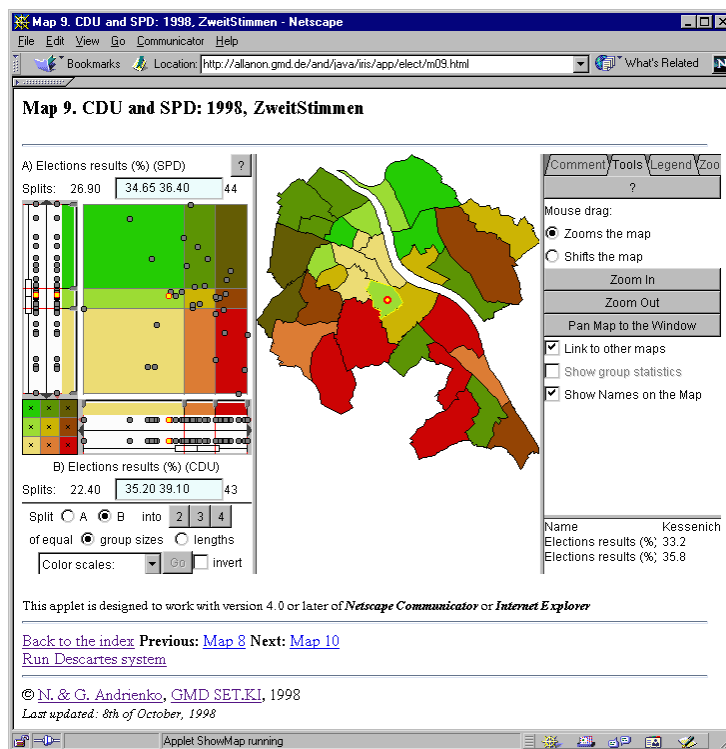 Map 9. CDU and SPD: 1998, ZweitStimmen - Netscape
File Edit View Go Communicator Help
Bookmarks Location: http://allanon.gmd.de/and/java/iris/app/elect/m09.html What's Related N
Map 9. CDU and SPD: 1998, ZweitStimmen
A) Elections results (%) (SPD) ?
Splits: 26.90 34.65 36.40 44
Comment Tools Legend Zoo
?
Mouse drag:
Zooms the map
Shifts the map
Zoom In
Zoom Out
Pan Map to the Window
Link to other maps
Show group statistics
Show Names on the Map
B) Elections results (%) (CDU)
Splits: 22.40 35.20 39.10 43
Split A B into 2 3 4
of equal group sizes lengths
Color scales: Go invert
Name Kessenich
Elections results (%; 33.2
Elections results (%; 35.8
This applet is designed to work with version 4.0 or later of Netscape Communicator or Internet Explorer
Back to the index Previous: Map 8 Next: Map 10
Run Descartes system
© N. & G. Andrienko, GMD SET.KI, 1998
Last updated: 8th of October, 1998
Applet ShowMap running